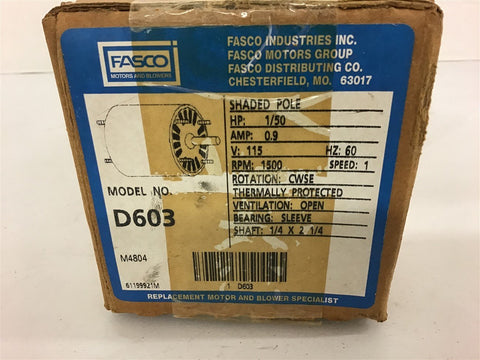 FASCO
MOTORS AND BLOWERS
FASCO INDUSTRIES INC.
FASCO MOTORS GROUP
FASCO DISTRIBUTING CO.
CHESTERFIELD, MO. 63017
SHADED POLE
HP: 1/50
AMP: 0.9
V: 115 HZ: 60
RPM: 1500 SPEED: 1
ROTATION: CWSE
THERMALLY PROTECTED
VENTILATION: OPEN
BEARING: SLEEVE
SHAFT: 1/4 X 2 1/4
MODEL NO.
D603
M4804
61199921M
1 D603
REPLACEMENT MOTOR AND BLOWER SPECIALIST